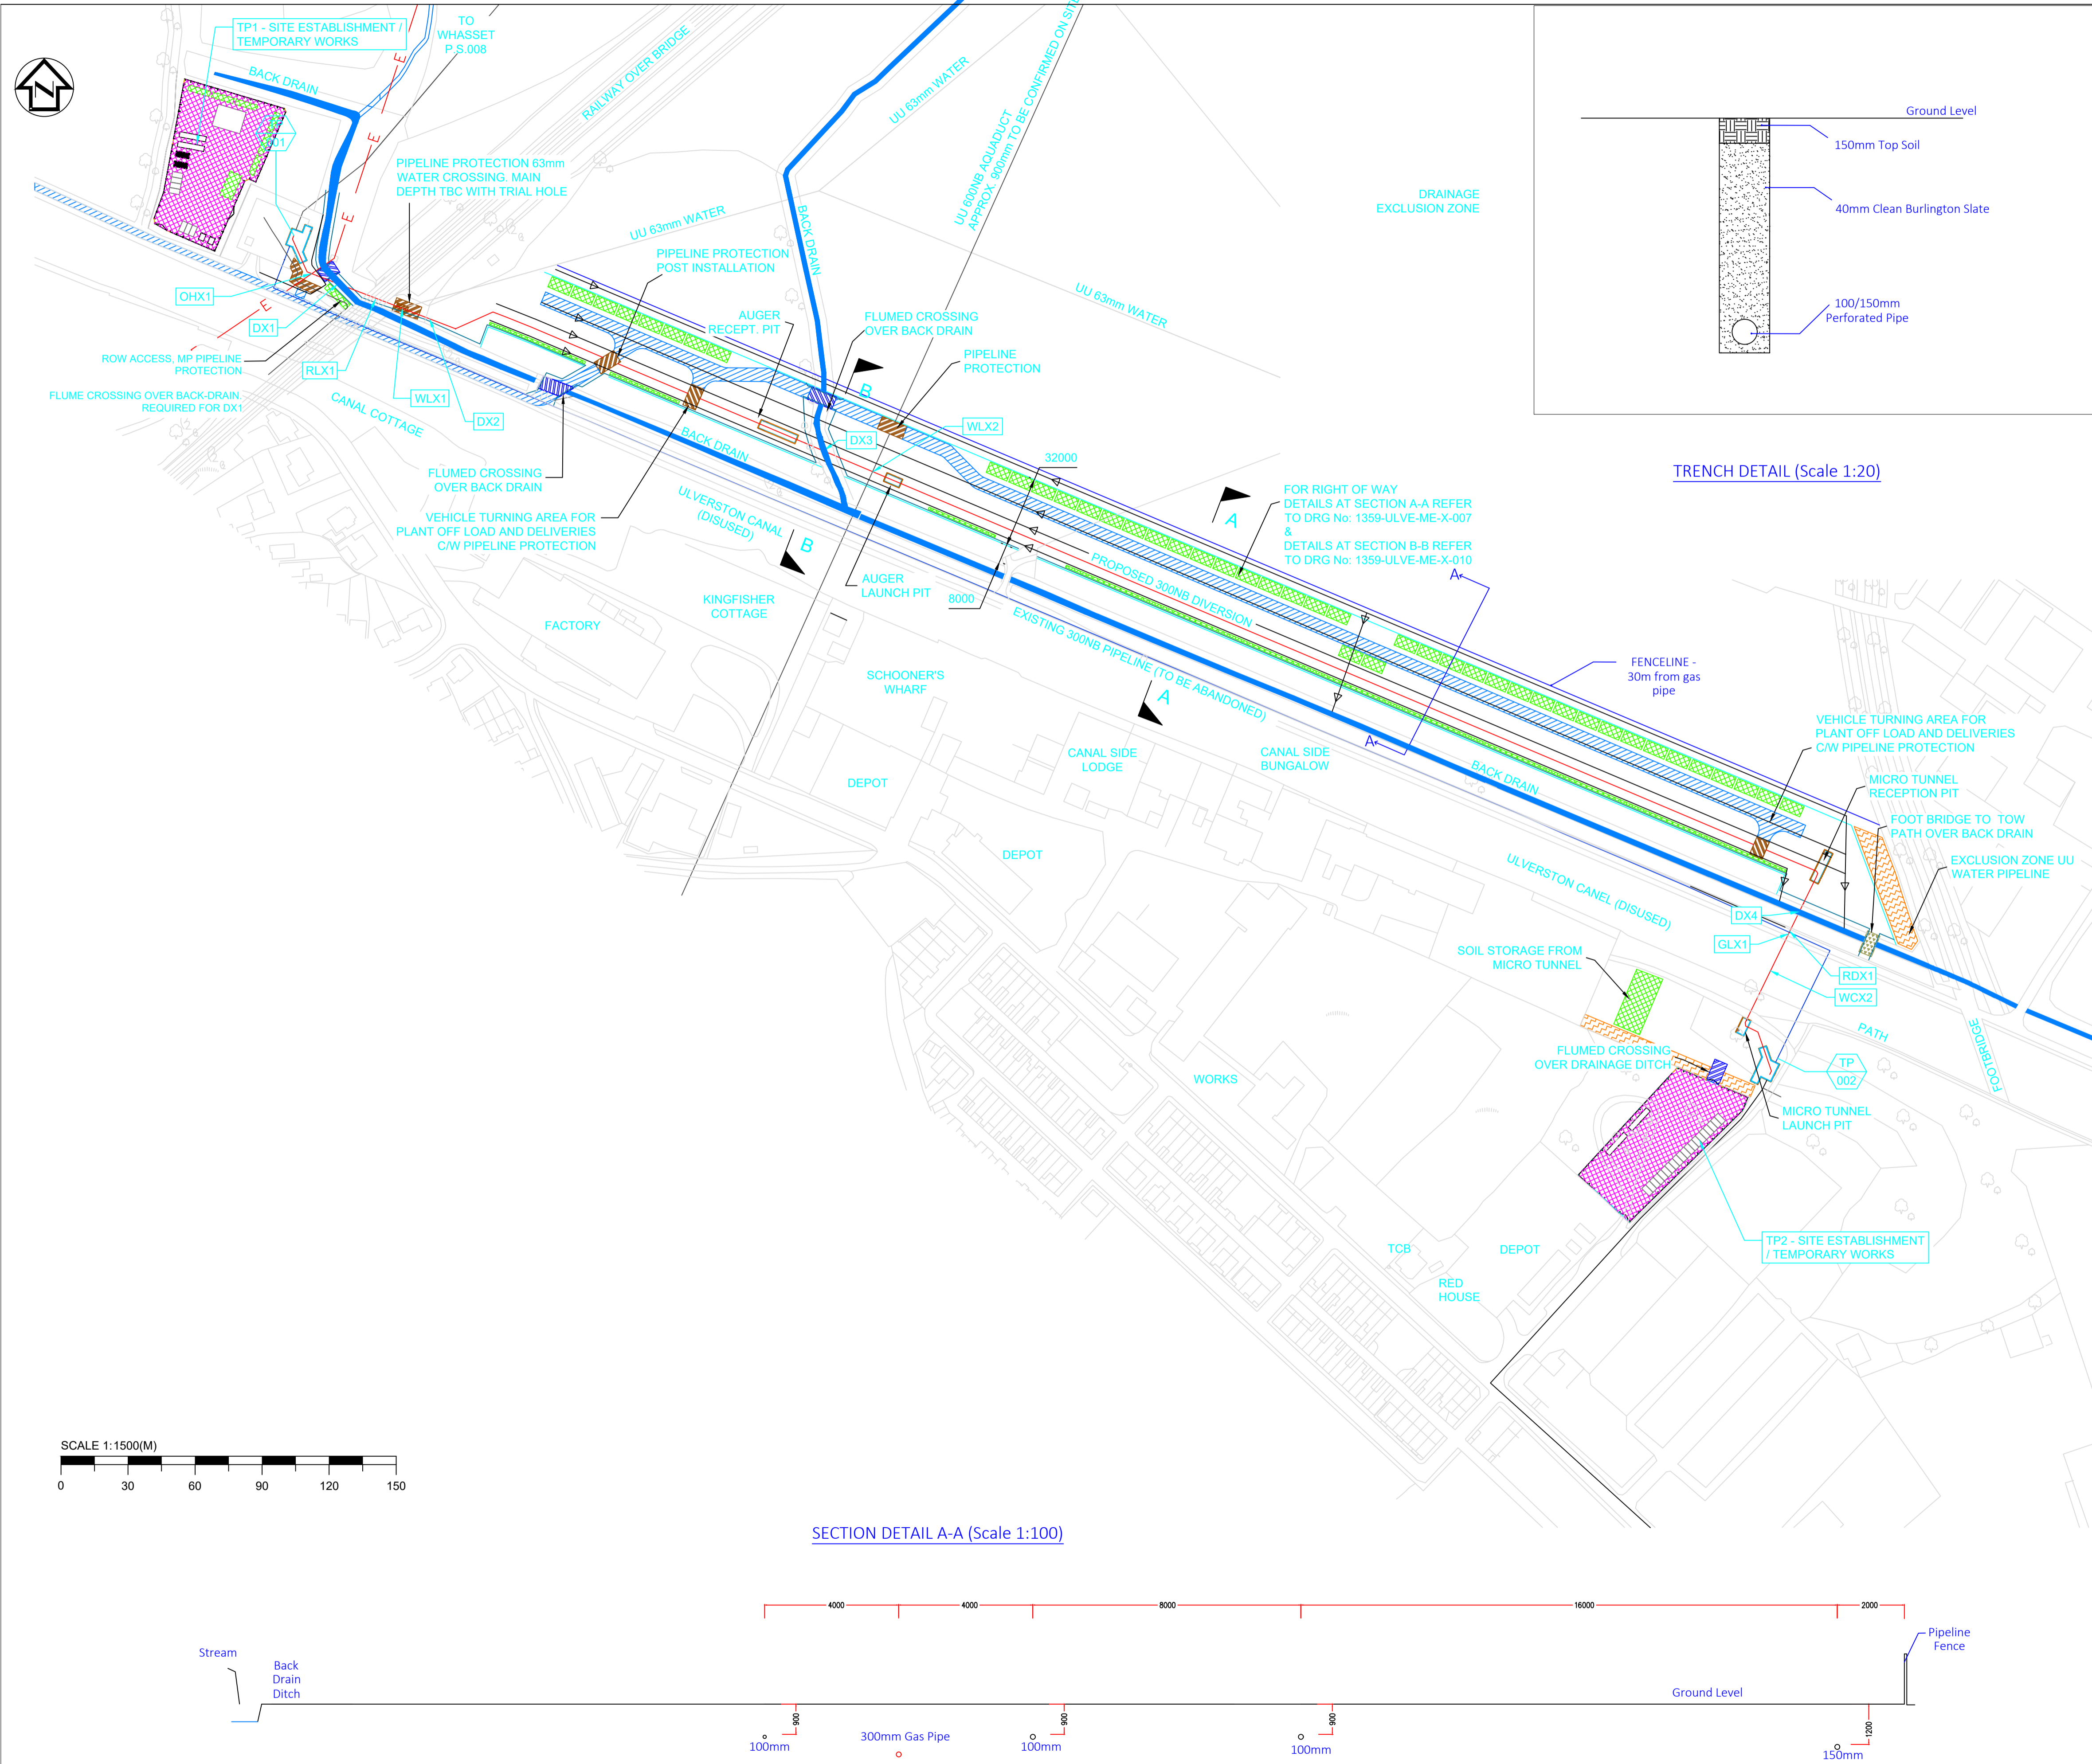 TP1 - SITE ESTABLISHMENT /
TEMPORARY WORKS
TO
WHASSET
P.S.008
N
BACK DRAIN
E
E
E
E
E
01
RAILWAY OVER BRIDGE
UU 63mm WATER
UU 600NB AQUADUCT
APPROX. 900mm TO BE CONFIRMED ON SITE
PIPELINE PROTECTION 63mm
WATER CROSSING. MAIN
DEPTH TBC WITH TRIAL HOLE
UU 63mm WATER
BACK DRAIN
DRAINAGE
EXCLUSION ZONE
Ground Level
150mm Top Soil
40mm Clean Burlington Slate
100/150mm
Perforated Pipe
TRENCH DETAIL (Scale 1:20)
PIPELINE PROTECTION
POST INSTALLATION
UU 63mm WATER
OHX1
DX1
ROW ACCESS, MP PIPELINE
PROTECTION
RLX1
FLUME CROSSING OVER BACK-DRAIN.
REQUIRED FOR DX1
WLX1
DX2
CANAL COTTAGE
AUGER
RECEPT. PIT
FLUMED CROSSING
OVER BACK DRAIN
B
PIPELINE
PROTECTION
WLX2
DX3
32000
BACK DRAIN
FLUMED CROSSING
OVER BACK DRAIN
ULVERSTON CANAL
(DISUSED)
VEHICLE TURNING AREA FOR
PLANT OFF LOAD AND DELIVERIES
C/W PIPELINE PROTECTION
B
AUGER
LAUNCH PIT
8000
A
FOR RIGHT OF WAY
DETAILS AT SECTION A-A REFER
TO DRG No: 1359-ULVE-ME-X-007
&
DETAILS AT SECTION B-B REFER
TO DRG No: 1359-ULVE-ME-X-010
A
PROPOSED 300NB DIVERSION
EXISTING 300NB PIPELINE (TO BE ABANDONED)
KINGFISHER
COTTAGE
FACTORY
SCHOONER'S
WHARF
A
A
FENCELINE -
30m from gas
pipe
CANAL SIDE
LODGE
CANAL SIDE
BUNGALOW
DEPOT
DEPOT
BACK DRAIN
VEHICLE TURNING AREA FOR
PLANT OFF LOAD AND DELIVERIES
C/W PIPELINE PROTECTION
MICRO TUNNEL
RECEPTION PIT
FOOT BRIDGE TO TOW
PATH OVER BACK DRAIN
EXCLUSION ZONE UU
WATER PIPELINE
ULVERSTON CANEL (DISUSED)
DX4
GLX1
RDX1
WCX2
SOIL STORAGE FROM
MICRO TUNNEL
PATH
FOOTBRIDGE
FLUMED CROSSING
OVER DRAINAGE DITCH
TP
002
MICRO TUNNEL
LAUNCH PIT
WORKS
TP2 - SITE ESTABLISHMENT
/ TEMPORARY WORKS
TCB
DEPOT
RED
HOUSE
SCALE 1:1500(M)
0 30 60 90 120 150
SECTION DETAIL A-A (Scale 1:100)
4000 4000 8000 16000 2000
Stream
Back
Drain
Ditch
Pipeline
Fence
Ground Level
900 900 900 1200
100mm
300mm Gas Pipe
100mm
100mm
150mm